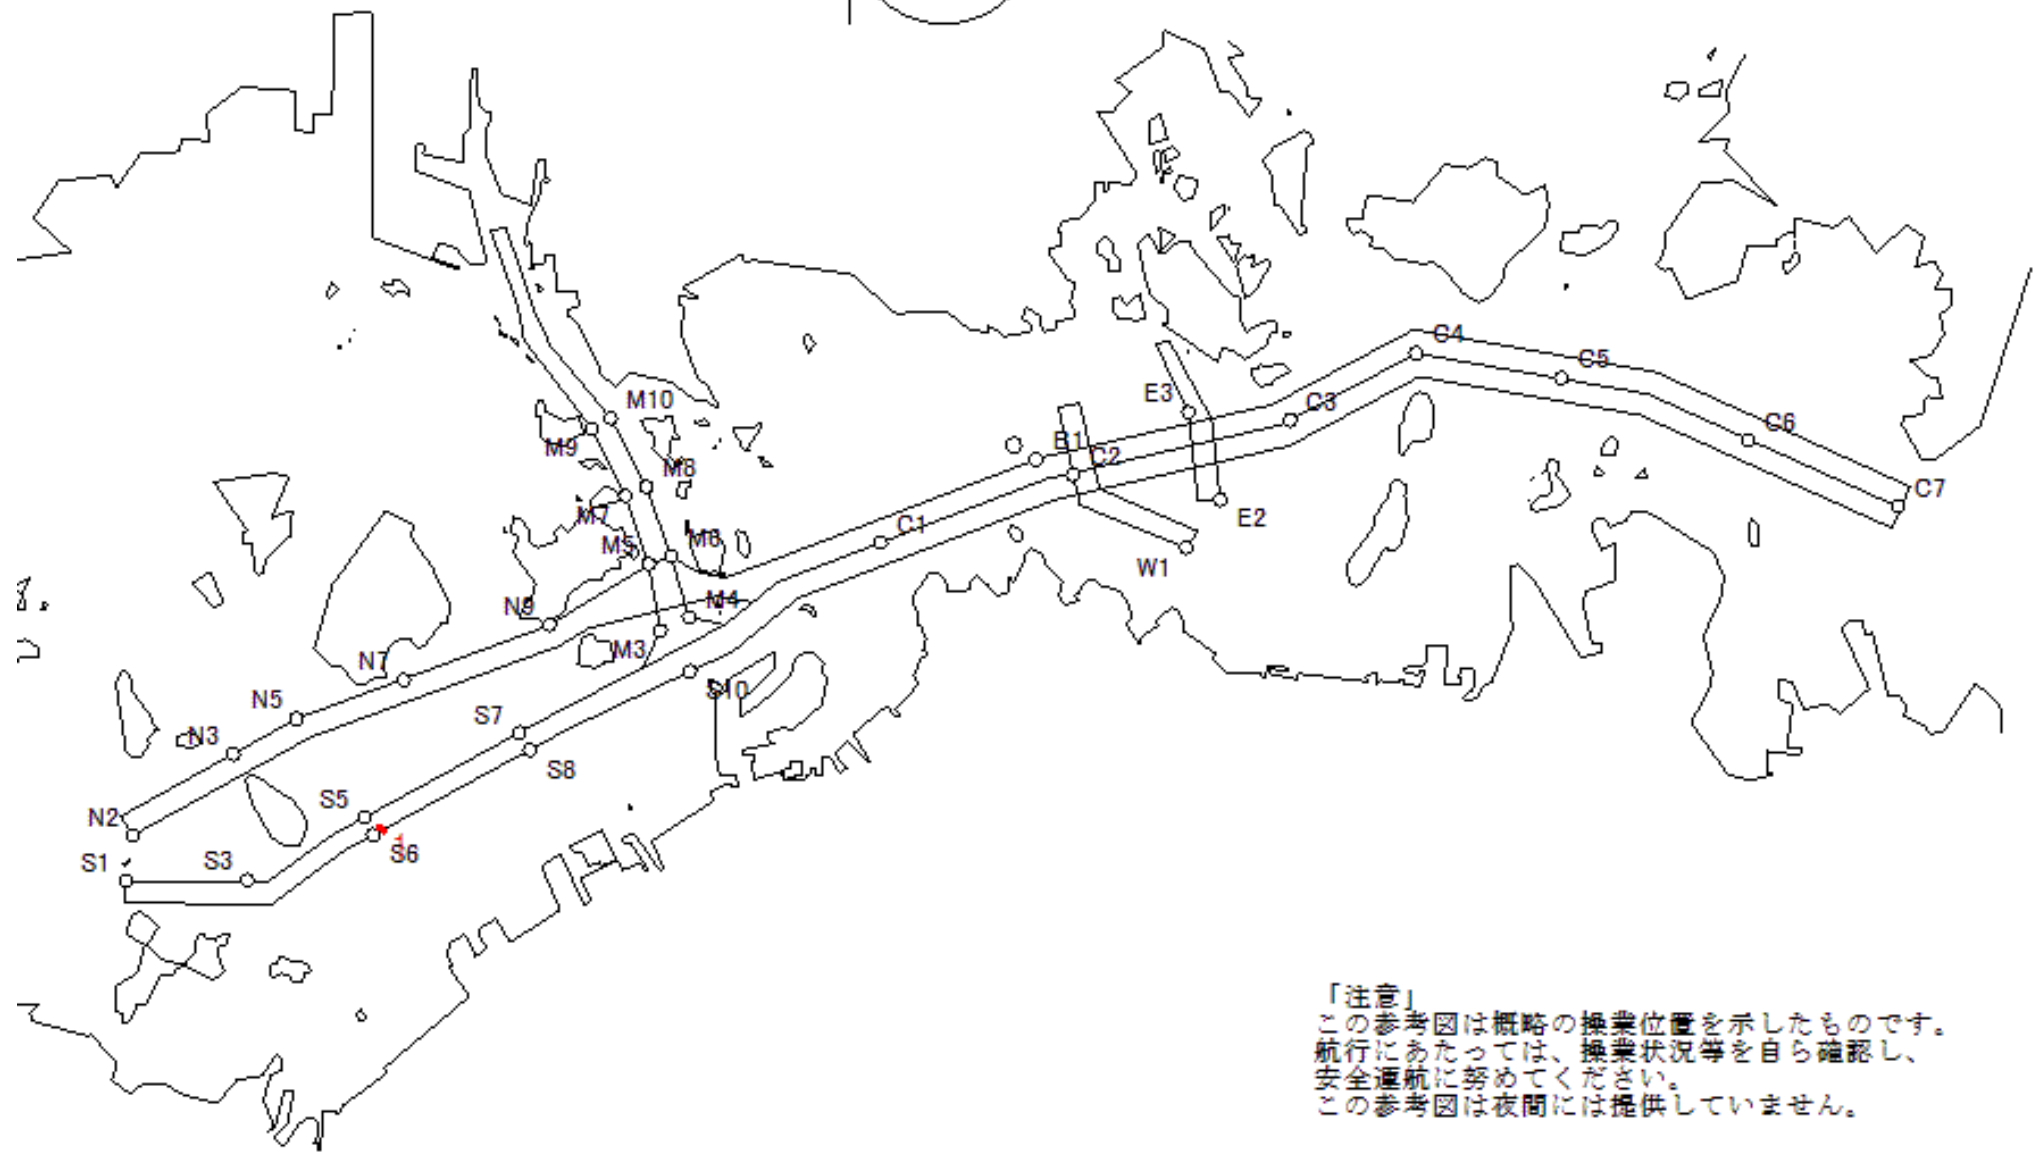 C4
C5
M10
E3
C3
C6
M9
B1
C2
M8
C7
M7
E2
C1
M5
M6
W1
N9
M4
M3
N7
S10
N5
S7
N3
S8
S5
N2
1
S6
S1
S3
「注意」
この参考図は概略の操業位置を示したものです。
航行にあたっては、操業状況等を自ら確認し、
安全運航に努めてください。
この参考図は夜間には提供していません。